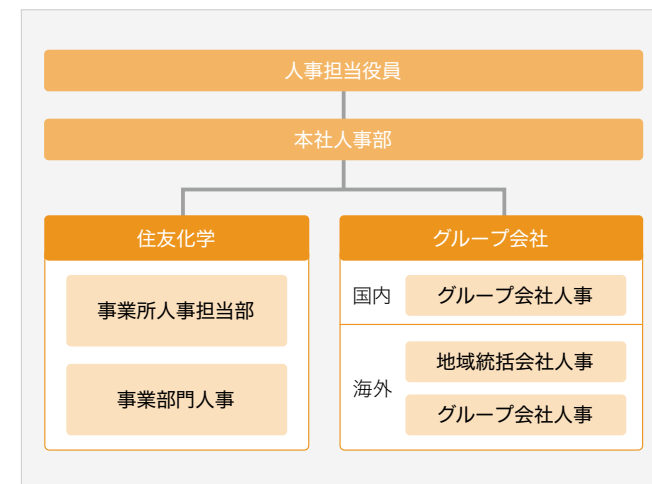 人事担当役員
本社人事部
住友化学
事業所人事担当部
事業部門人事
グループ会社
国内
グループ会社人事
海外
地域統括会社人事
グループ会社人事